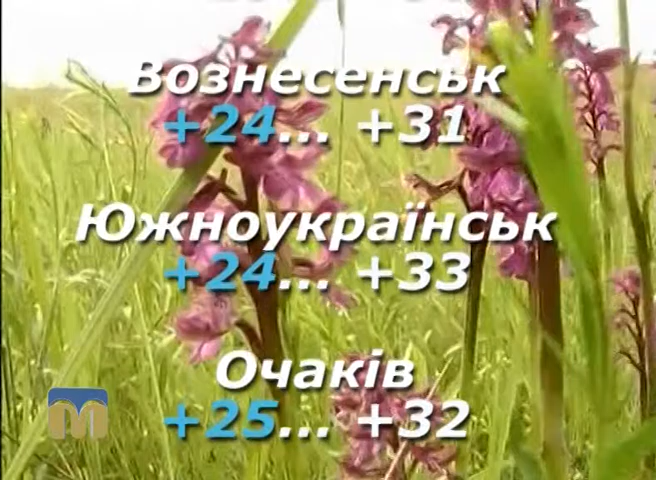 Вознесенськ
+24... +31
Южноукраїнськ
+24... +33
Очаків
+25... +32